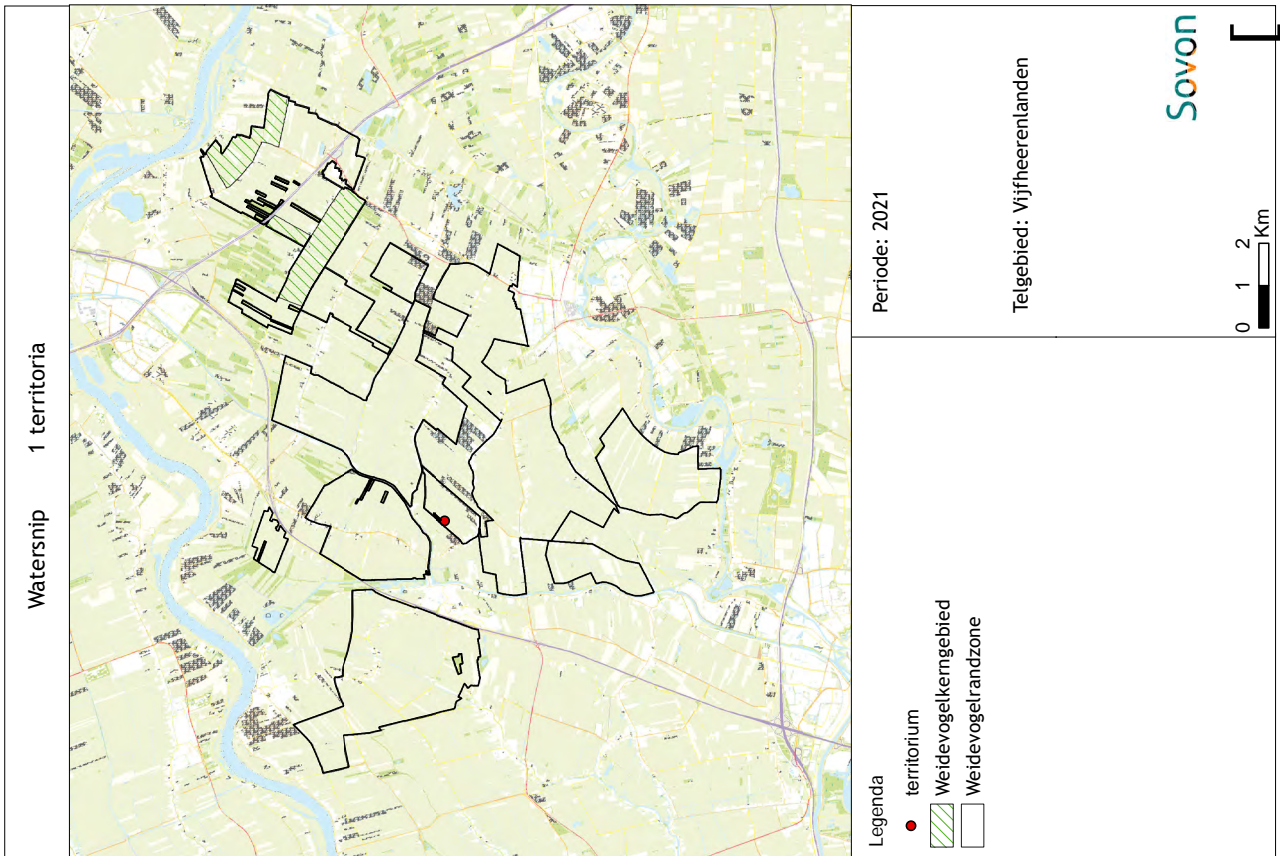 Watersnip 1 territoria
Legenda
territorium
Weidevogelkerngebied
Weidevogelrandzone
Periode: 2021
Telgebied: Vijfheerenlanden
0 1 2 Km
Sovon